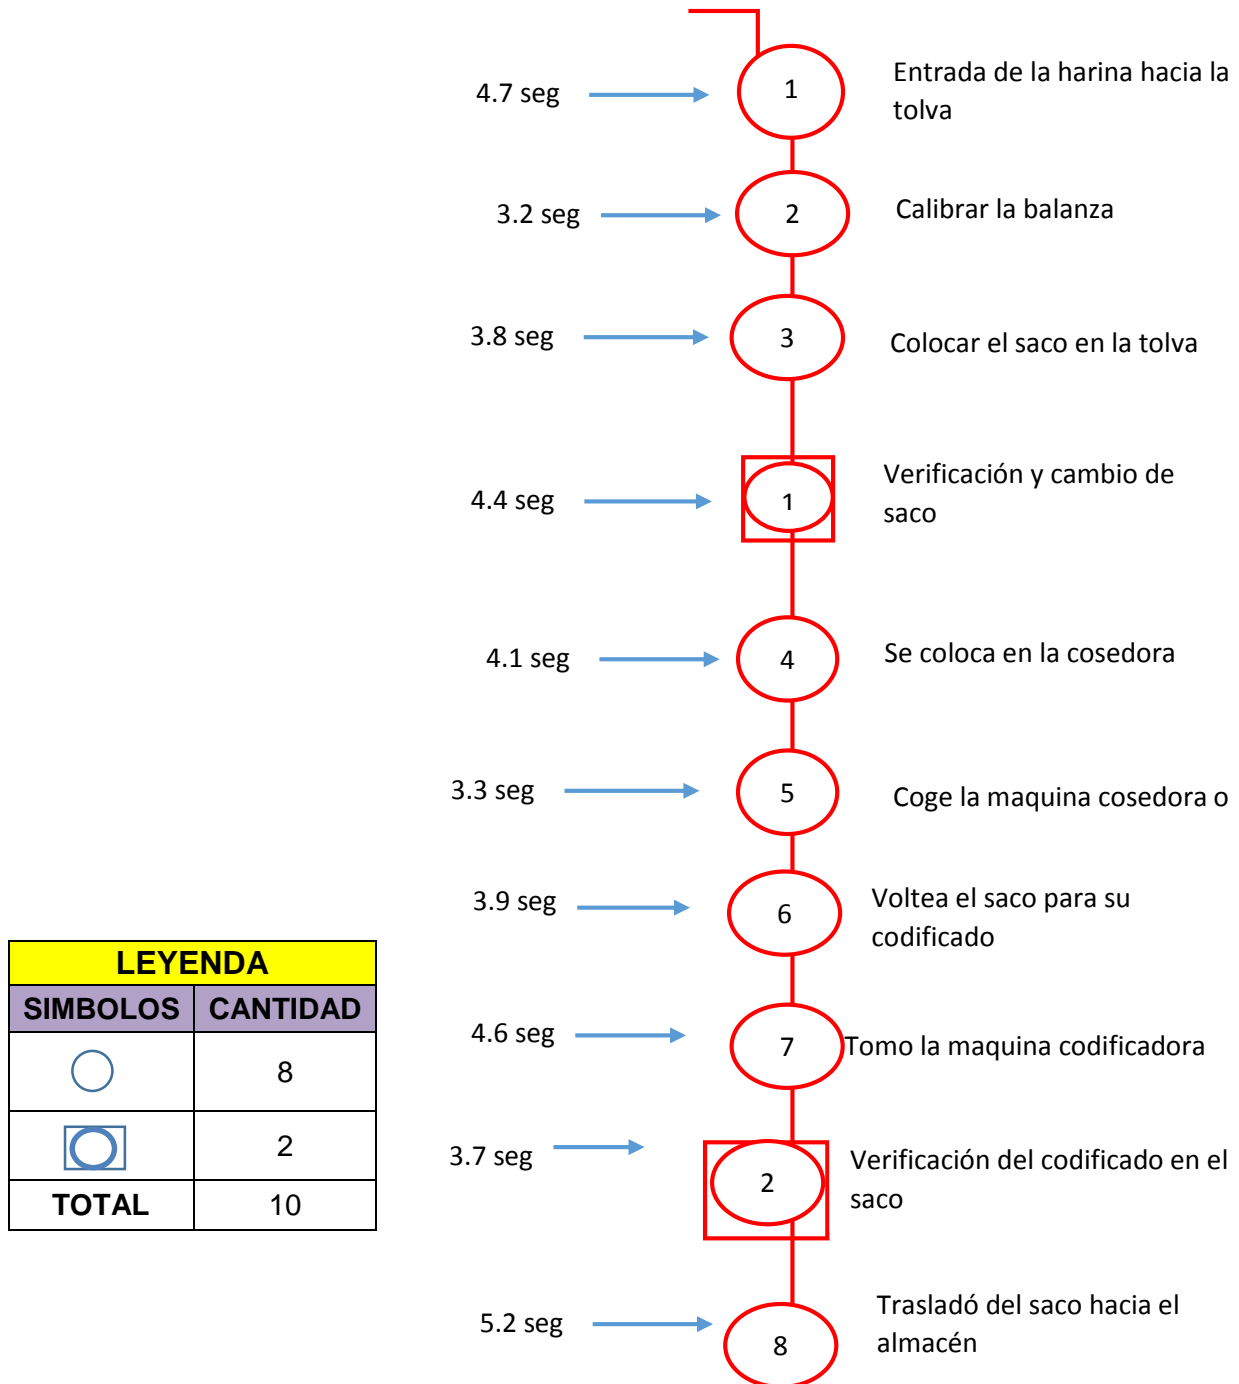 4.7 seg
1
Entrada de la harina hacia la
tolva
3.2 seg
2
Calibrar la balanza
3.8 seg
3
Colocar el saco en la tolva
4.4 seg
1
Verificación y cambio de
saco
4.1 seg
4
Se coloca en la cosedora
3.3 seg
5
Coge la maquina cosedora o
3.9 seg
6
Voltea el saco para su
codificado
4.6 seg
7
Tomo la maquina codificadora
3.7 seg
2
Verificación del codificado en el
saco
5.2 seg
8
Trasladó del saco hacia el
almacén
LEYENDA
SIMBOLOS CANTIDAD
8
2
TOTAL 10